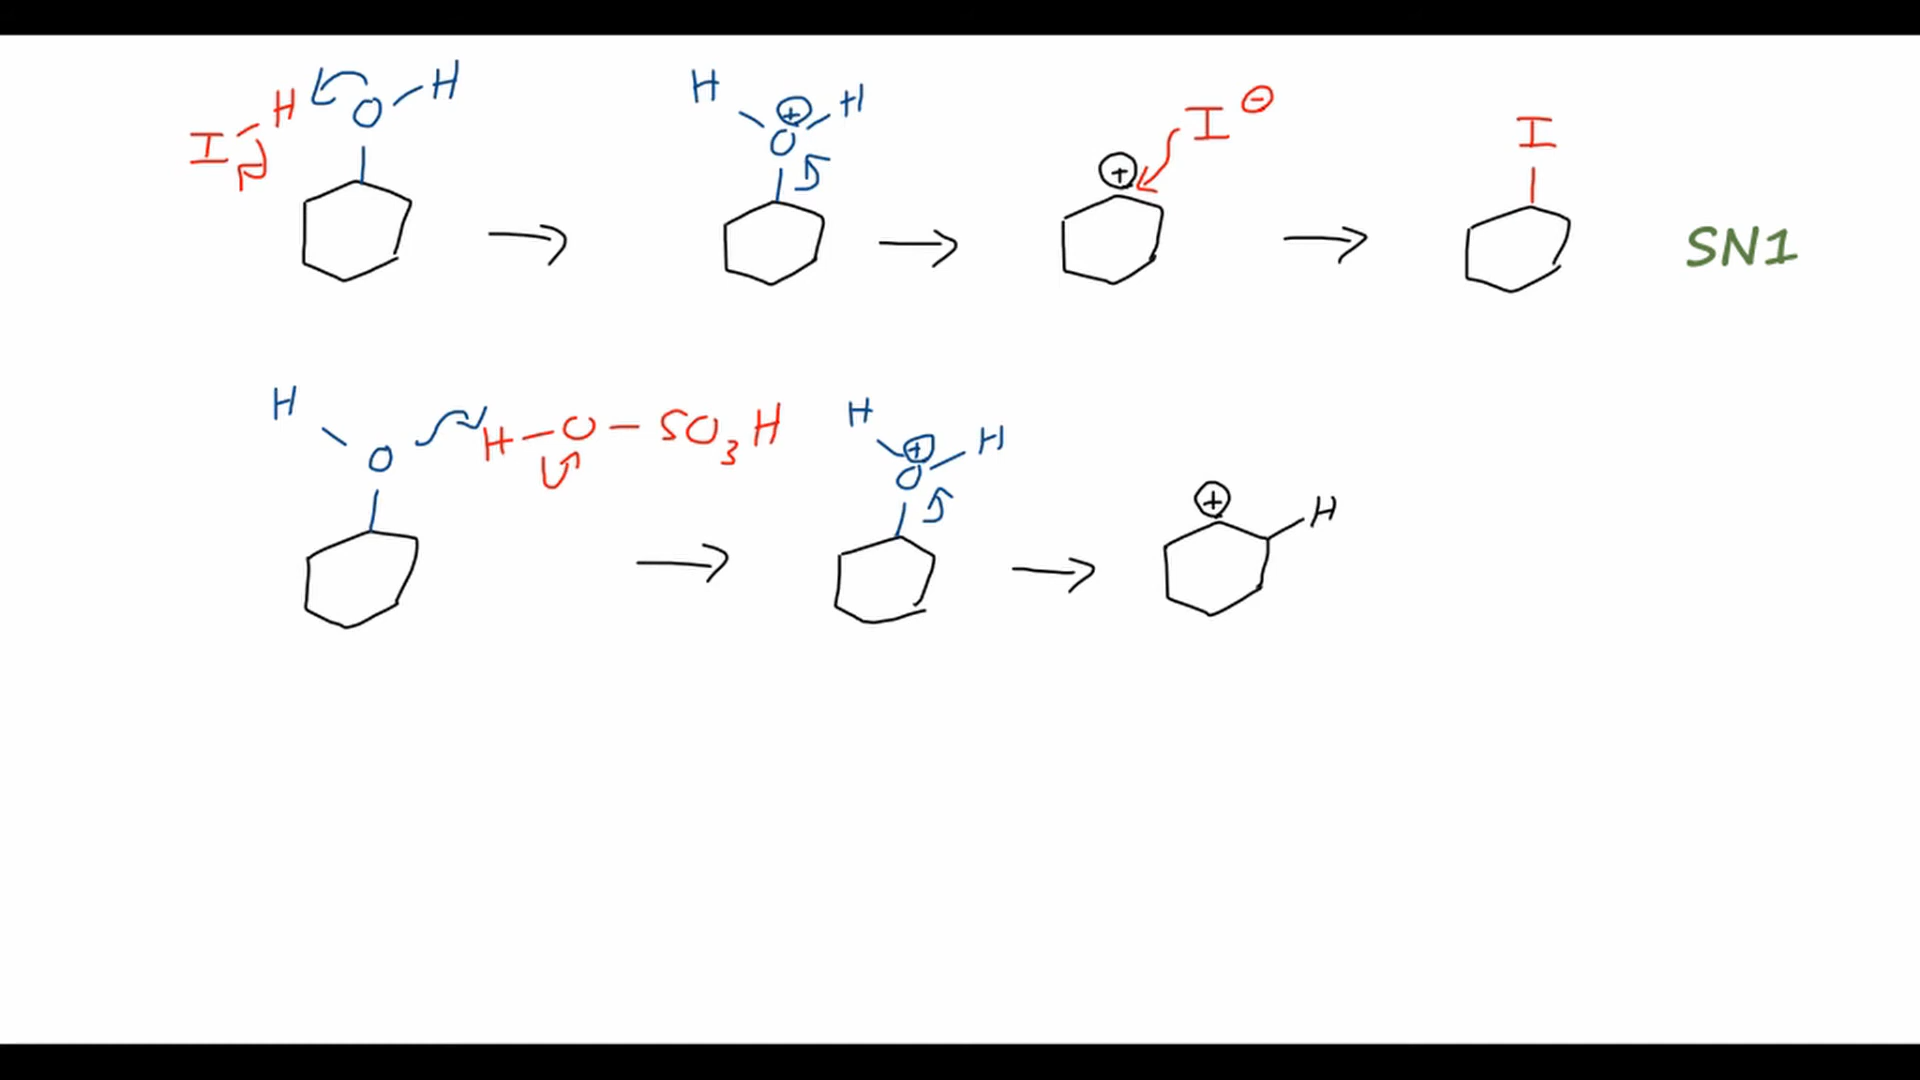 I H O H
H O ⊕ H
⊕ I ⊖
I
SN1
H O H O SO3H
H O ⊕ H
⊕ H